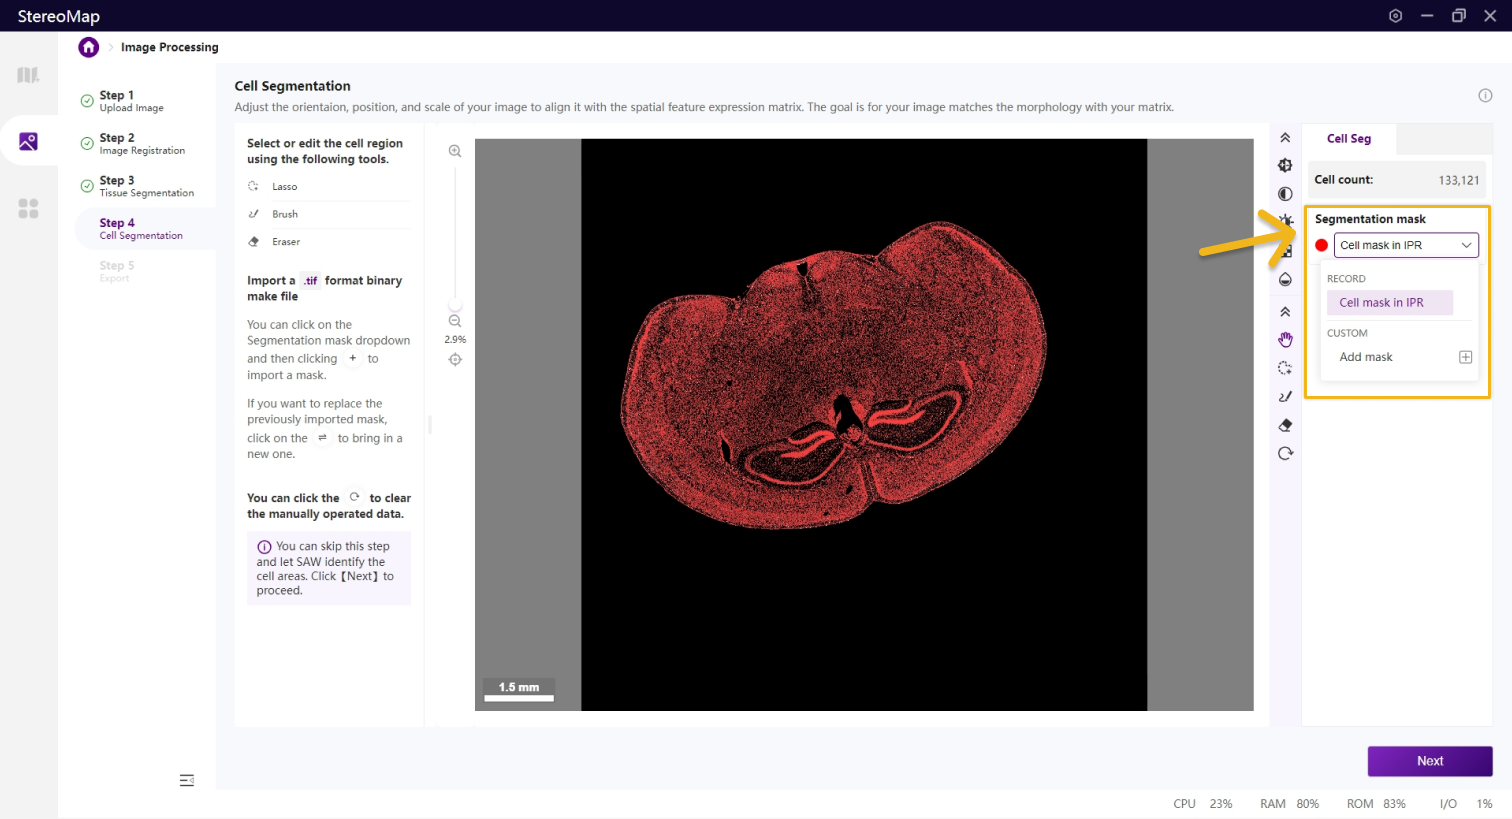 StereoMap
Image Processing
Step 1
Upload Image
Step 2
Image Registration
Step 3
Tissue Segmentation
Step 4
Cell Segmentation
Step 5
Export
Cell Segmentation
Adjust the orientaion, position, and scale of your image to align it with the spatial feature expression matrix. The goal is for your image matches the morphology with your matrix.
Select or edit the cell region
using the following tools.
Lasso
Brush
Eraser
Import a .tif format binary
make file
You can click on the
Segmentation mask dropdown
and then clicking + to
import a mask.
If you want to replace the
previously imported mask,
click on the ⇌ to bring in a
new one.
You can click the ⟳ to clear
the manually operated data.
You can skip this step
and let SAW identify the
cell areas. Click【Next】to
proceed.
2.9%
1.5 mm
Cell Seg
Cell count: 133,121
Segmentation mask
Cell mask in IPR
RECORD
Cell mask in IPR
CUSTOM
Add mask
Next
CPU 23% RAM 80% ROM 83% I/O 1%